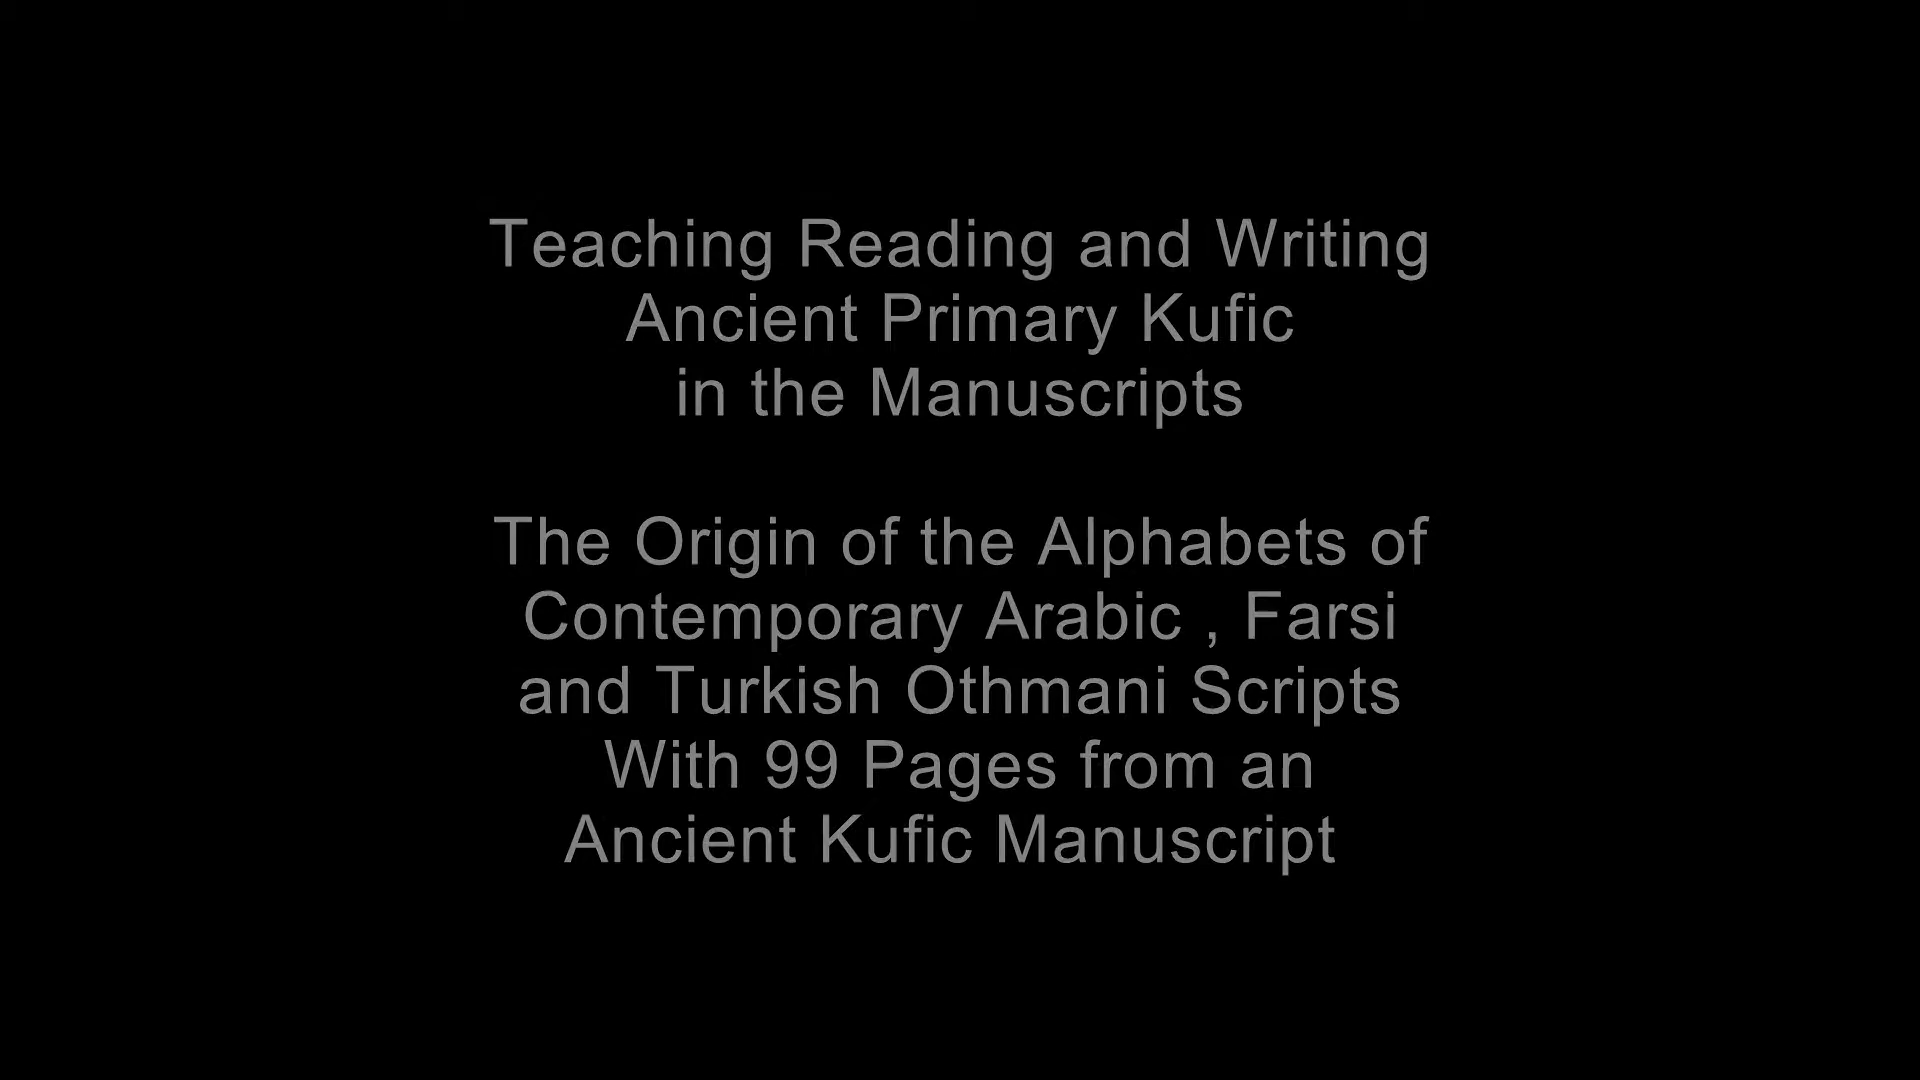 Teaching Reading and Writing
Ancient Primary Kufic
in the Manuscripts
The Origin of the Alphabets of
Contemporary Arabic , Farsi
and Turkish Othmani Scripts
With 99 Pages from an
Ancient Kufic Manuscript